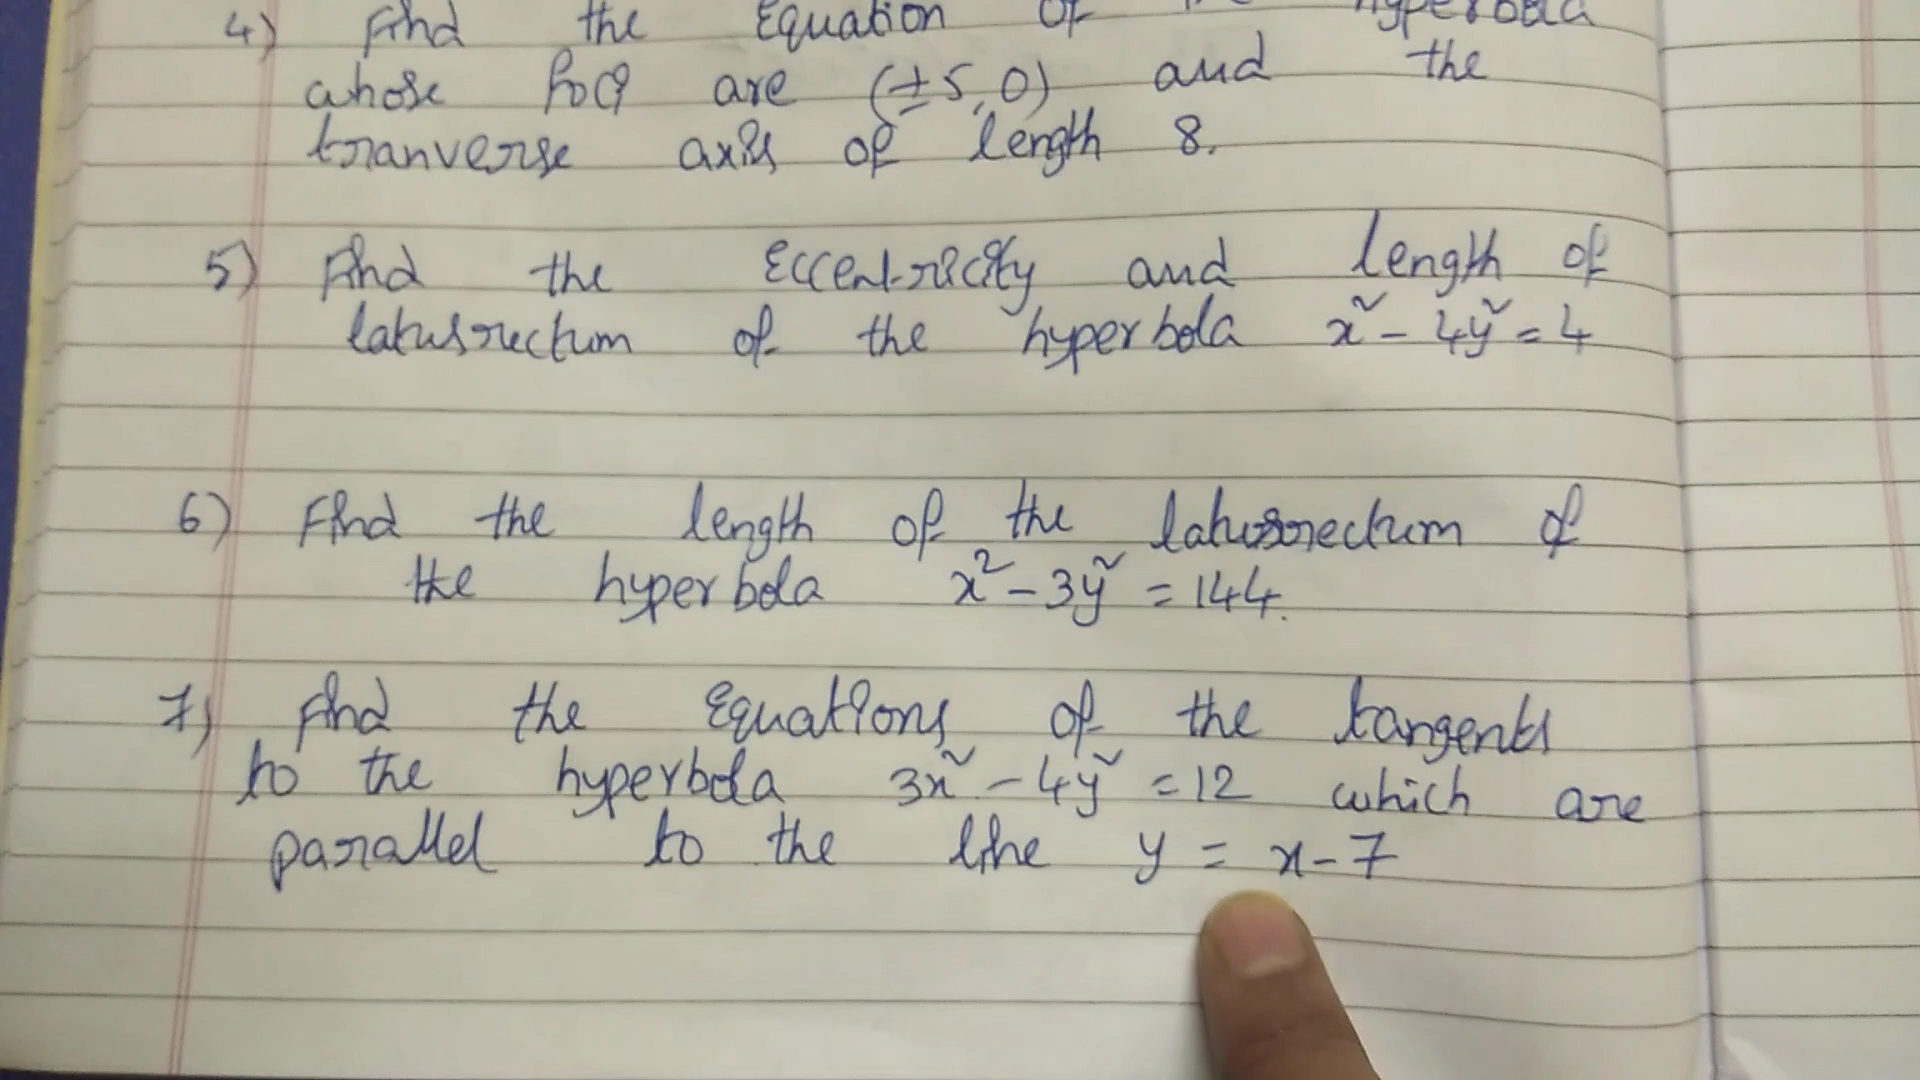 4) Find the Equation of the hyperbola
whose foci are (±5,0) and the
tranverse axis of length 8.
5) Find the Eccentricity and length of
latusrectum of the hyperbola x² - 4y² = 4
6) Find the length of the latusrectum of
the hyperbola x² - 3y² = 144.
7) Find the Equations of the tangents
to the hyperbola 3x² - 4y² = 12 which are
parallel to the line y = x - 7